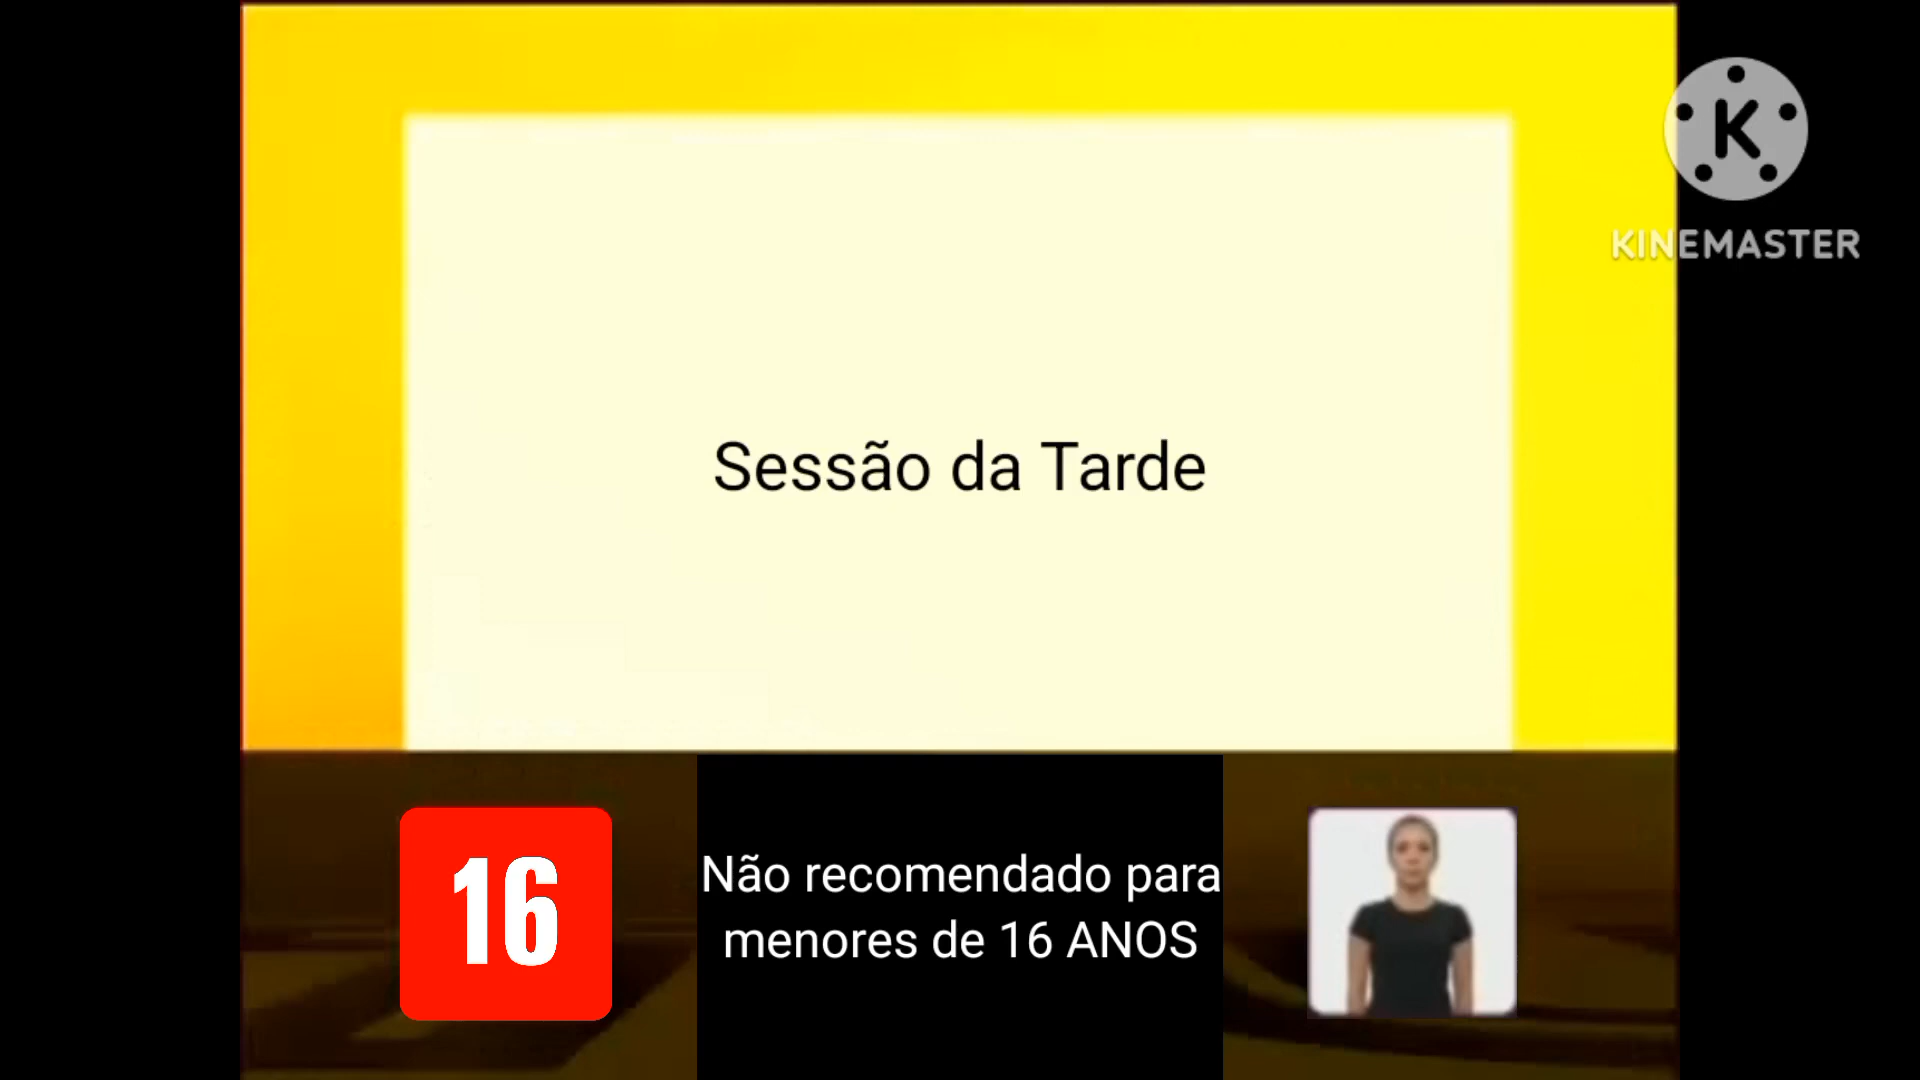 K
KINEMASTER
Sessão da Tarde
16
Não recomendado para
menores de 16 ANOS